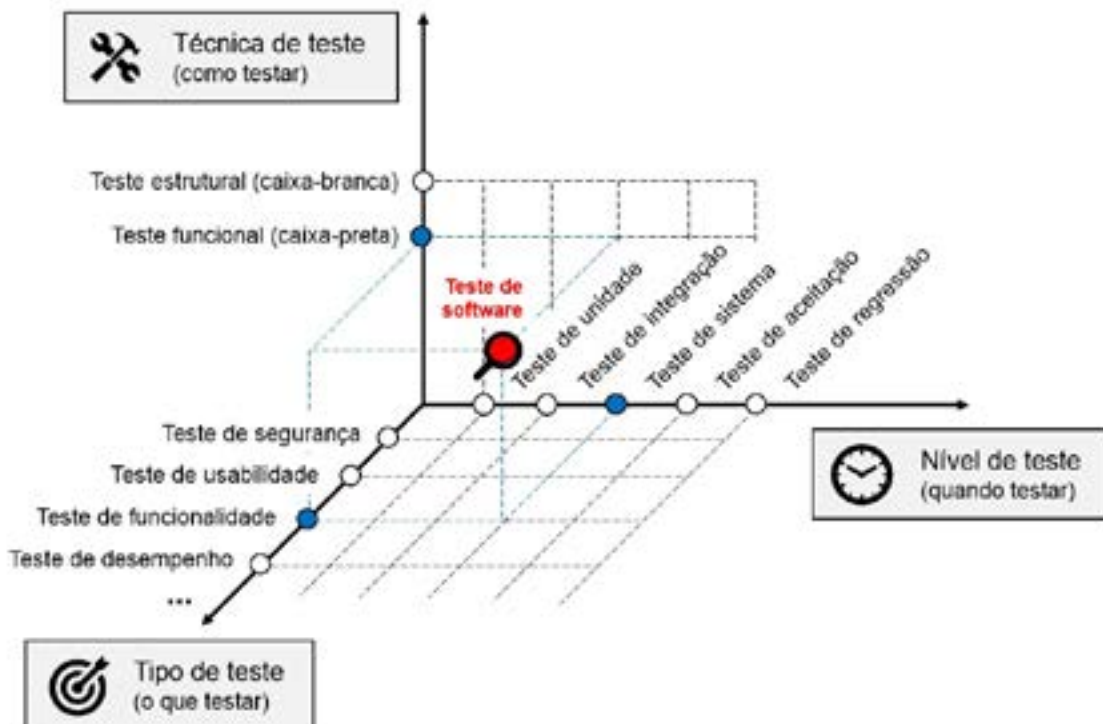 Técnica de teste
(como testar)
Teste estrutural (caixa-branca)
Teste funcional (caixa-preta)
Teste de
software
Teste de unidade
Teste de integração
Teste de sistema
Teste de aceitação
Teste de regressão
Teste de segurança
Teste de usabilidade
Teste de funcionalidade
Teste de desempenho
...
Nível de teste
(quando testar)
Tipo de teste
(o que testar)